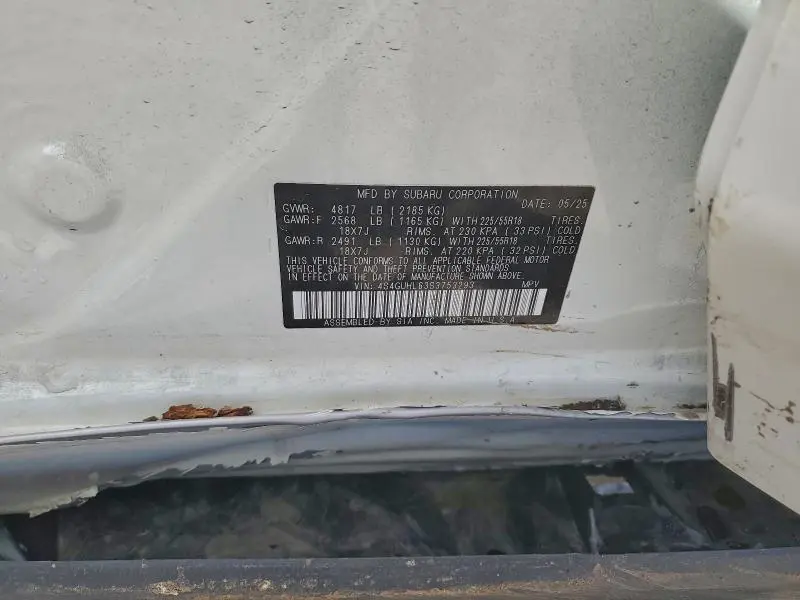 MFD BY SUBARU CORPORATION
DATE: 05/25
GVWR: 4817 LB ( 2185 KG)
GAWR:F 2568 LB ( 1165 KG) WITH 225/55R18 TIRES.
18X7J RIMS. AT 230 KPA ( 33 PSI) COLD
GAWR:R 2491 LB ( 1130 KG) WITH 225/55R18 TIRES.
18X7J RIMS. AT 220 KPA ( 32 PSI) COLD
THIS VEHICLE CONFORMS TO ALL APPLICABLE FEDERAL MOTOR
VEHICLE SAFETY AND THEFT PREVENTION STANDARDS
IN EFFECT ON THE DATE OF MANUFACTURE SHOWN ABOVE.
VIN: 4S4GUHL63S3753293 MPV
ASSEMBLED BY SIA INC. MADE IN U.S.A